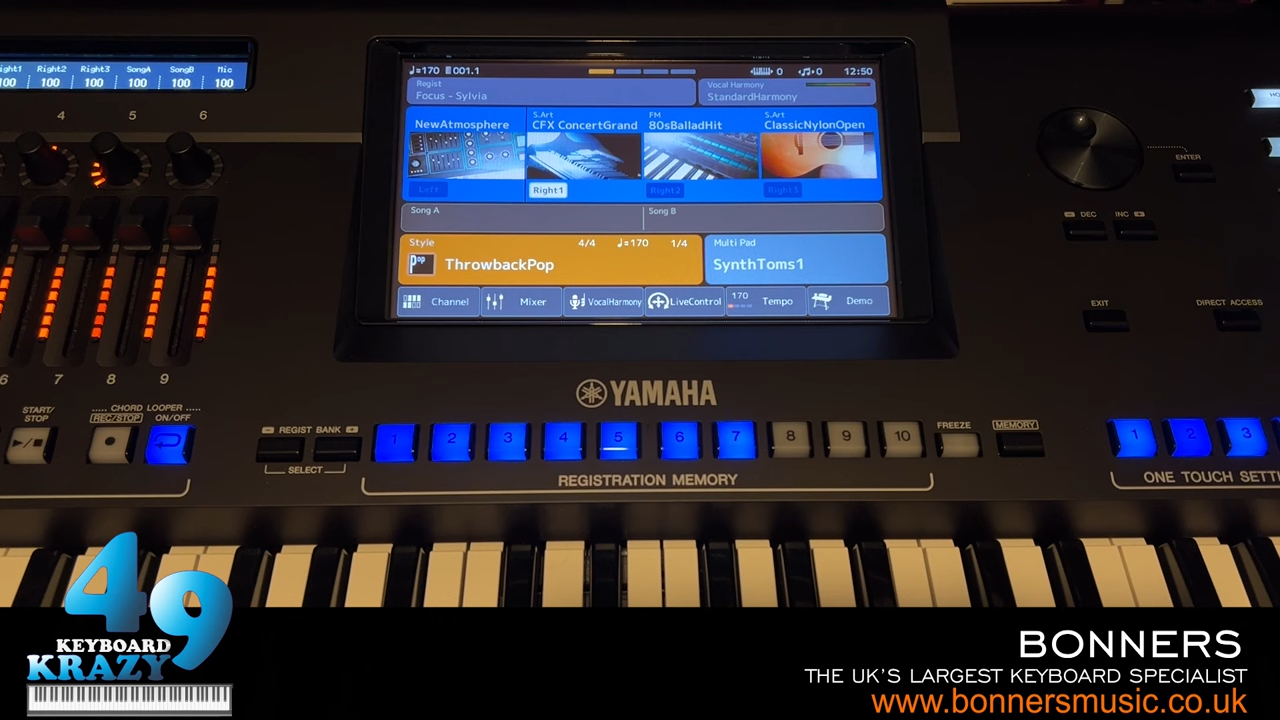 ight1 Right2 Right3 SongA SongB Mic
100 100 100 100 100 100
4 5 6
♩=170 001.1 0 0 12:50
Regist
Focus - Sylvia
Vocal Harmony
StandardHarmony
NewAtmosphere
S.Art
CFX ConcertGrand
FM
80sBalladHit
S.Art
ClassicNylonOpen
Left Right1 Right2 Right3
Song A Song B
Style 4/4 ♩=170 1/4
Pop ThrowbackPop
Multi Pad
SynthToms1
Channel Mixer VocalHarmony LiveControl 170 Tempo Demo
ENTER
DEC INC
EXIT DIRECT ACCESS
6 7 8 9
YAMAHA
START/
STOP
CHORD LOOPER
REC/STOP ON/OFF
REGIST BANK
SELECT
1 2 3 4 5 6 7 8 9 10
FREEZE MEMORY
REGISTRATION MEMORY
1 2 3
ONE TOUCH SETTI
49
KEYBOARD
KRAZY
BONNERS
THE UK'S LARGEST KEYBOARD SPECIALIST
www.bonnersmusic.co.uk